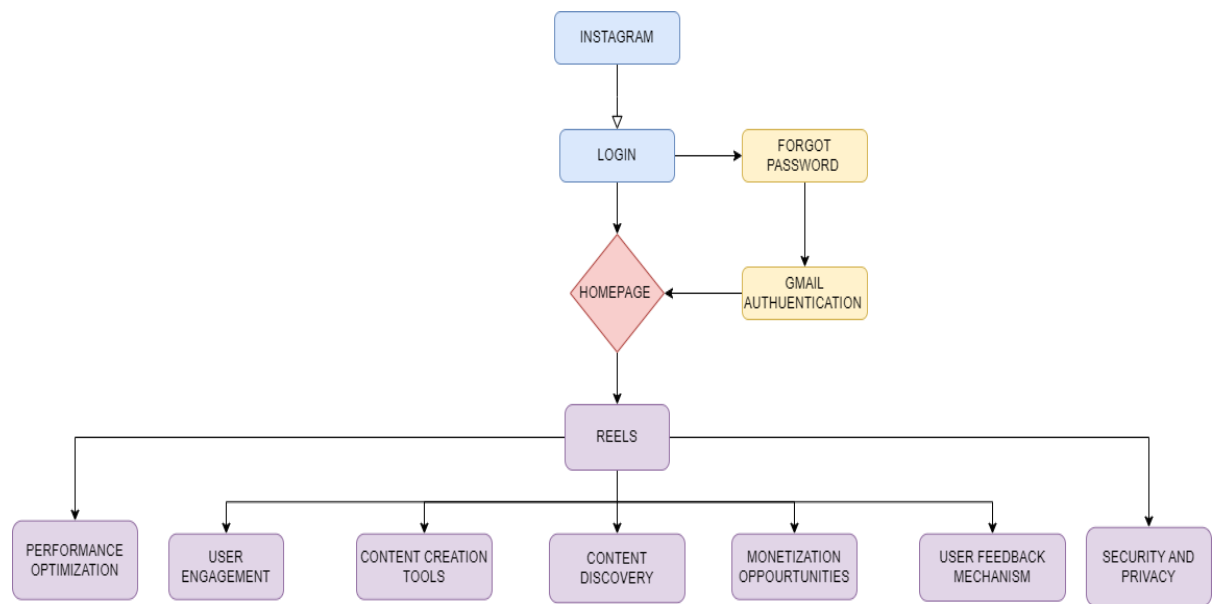 INSTAGRAM
LOGIN
FORGOT
PASSWORD
HOMEPAGE
GMAIL
AUTHUENTICATION
REELS
PERFORMANCE
OPTIMIZATION
USER
ENGAGEMENT
CONTENT CREATION
TOOLS
CONTENT
DISCOVERY
MONETIZATION
OPPOURTUNITIES
USER FEEDBACK
MECHANISM
SECURITY AND
PRIVACY